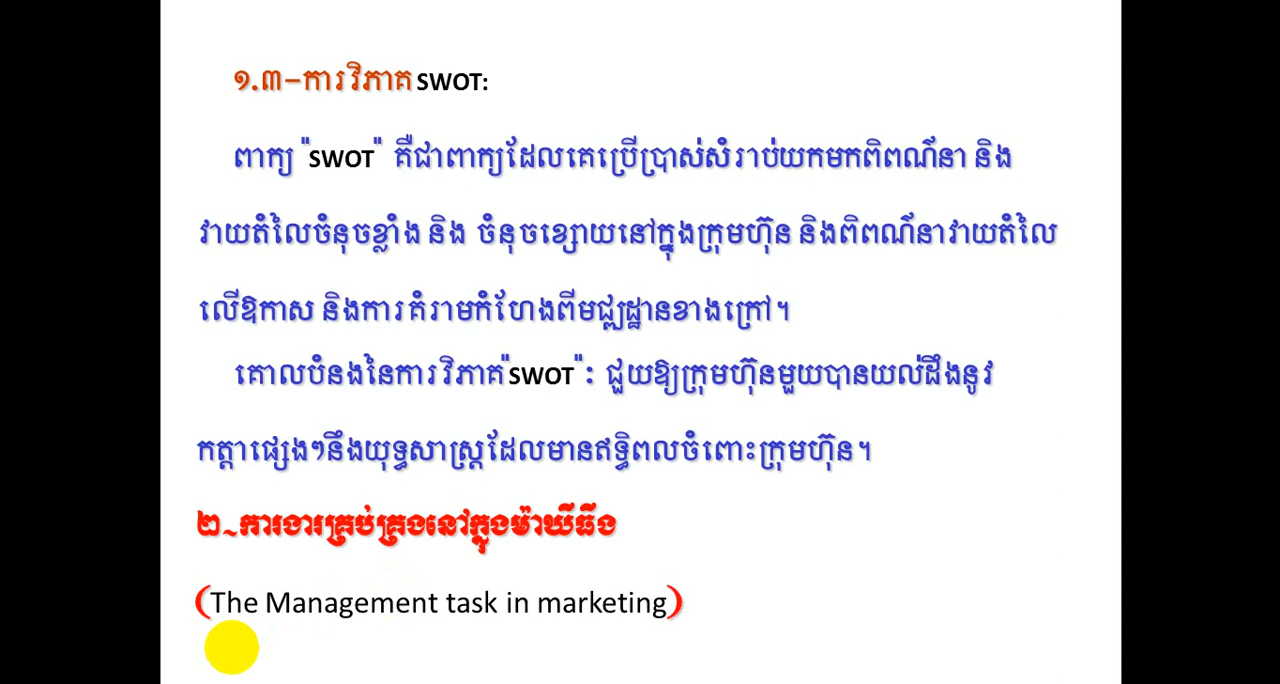 ១.៣-ការវិភាគ SWOT:
ពាក្យ "SWOT" គឺជាពាក្យដែលគេប្រើប្រាស់សំរាប់យកមកពិពណ៌នា និង
វាយតំលៃចំនុចខ្លាំង និង ចំនុចខ្សោយនៅក្នុងក្រុមហ៊ុន និងពិពណ៌នាវាយតំលៃ
លើឱកាស និងការគំរាមកំហែងពីមជ្ឈដ្ឋានខាងក្រៅ។
គោលបំនងនៃការវិភាគ"SWOT"៖ ជួយឱ្យក្រុមហ៊ុនមួយបានយល់ដឹងនូវ
កត្តាផ្សេងៗនឹងយុទ្ធសាស្ត្រដែលមានឥទ្ធិពលចំពោះក្រុមហ៊ុន។
២~ការងារគ្រប់គ្រងនៅក្នុងម៉ាឃីធីង
(The Management task in marketing)